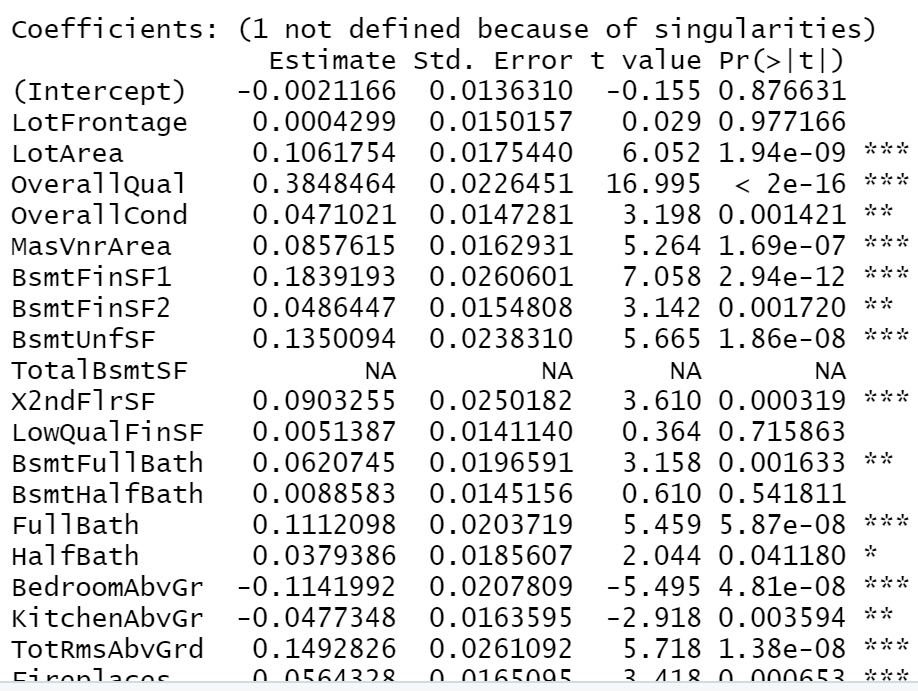 Coefficients: (1 not defined because of singularities)
Estimate Std. Error t value Pr(>|t|)
(Intercept) -0.0021166 0.0136310 -0.155 0.876631
LotFrontage 0.0004299 0.0150157 0.029 0.977166
LotArea 0.1061754 0.0175440 6.052 1.94e-09 ***
OverallQual 0.3848464 0.0226451 16.995 < 2e-16 ***
OverallCond 0.0471021 0.0147281 3.198 0.001421 **
MasVnrArea 0.0857615 0.0162931 5.264 1.69e-07 ***
BsmtFinSF1 0.1839193 0.0260601 7.058 2.94e-12 ***
BsmtFinSF2 0.0486447 0.0154808 3.142 0.001720 **
BsmtUnfSF 0.1350094 0.0238310 5.665 1.86e-08 ***
TotalBsmtSF NA NA NA NA
X2ndFlrSF 0.0903255 0.0250182 3.610 0.000319 ***
LowQualFinSF 0.0051387 0.0141140 0.364 0.715863
BsmtFullBath 0.0620745 0.0196591 3.158 0.001633 **
BsmtHalfBath 0.0088583 0.0145156 0.610 0.541811
FullBath 0.1112098 0.0203719 5.459 5.87e-08 ***
HalfBath 0.0379386 0.0185607 2.044 0.041180 *
BedroomAbvGr -0.1141992 0.0207809 -5.495 4.81e-08 ***
KitchenAbvGr -0.0477348 0.0163595 -2.918 0.003594 **
TotRmsAbvGrd 0.1492826 0.0261092 5.718 1.38e-08 ***
Fireplaces 0.0564328 0.0165095 3.418 0.000653 ***